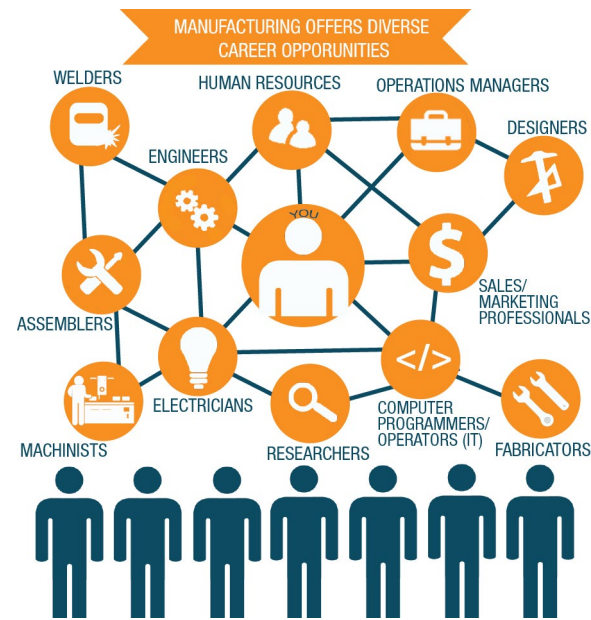 MANUFACTURING OFFERS DIVERSE
CAREER OPPORUNITIES
WELDERS
HUMAN RESOURCES
OPERATIONS MANAGERS
DESIGNERS
ENGINEERS
YOU
$
SALES/
MARKETING
PROFESSIONALS
ASSEMBLERS
</>
ELECTRICIANS
COMPUTER
PROGRAMMERS/
OPERATORS (IT)
MACHINISTS
RESEARCHERS
FABRICATORS